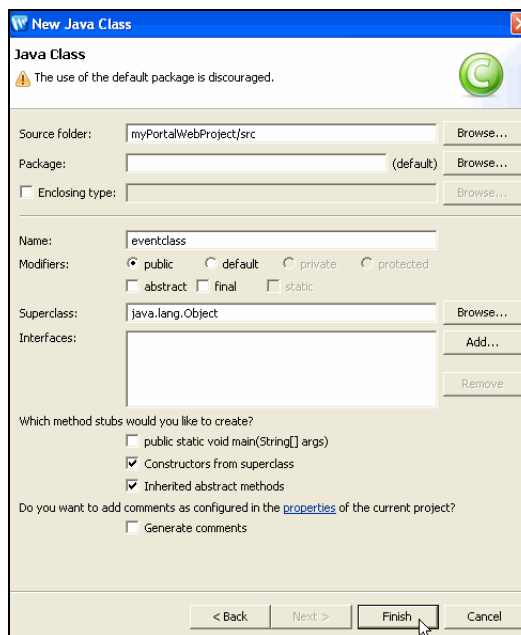 New Java Class
Java Class
The use of the default package is discouraged.
Source folder: myPortalWebProject/src Browse...
Package: (default) Browse...
Enclosing type: Browse...
Name: eventclass
Modifiers: public default private protected
abstract final static
Superclass: java.lang.Object Browse...
Interfaces: Add...
Remove
Which method stubs would you like to create?
public static void main(String[] args)
Constructors from superclass
Inherited abstract methods
Do you want to add comments as configured in the properties of the current project?
Generate comments
< Back Next > Finish Cancel